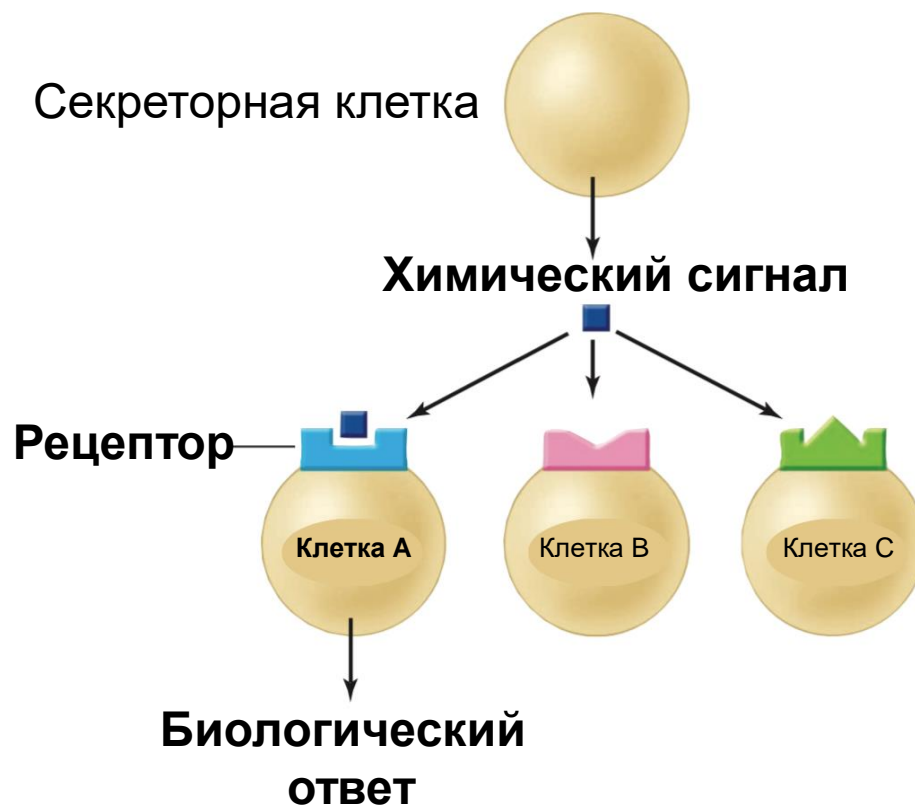 Секреторная клетка
Химический сигнал
Рецептор
Клетка А
Клетка В
Клетка С
Биологический
ответ